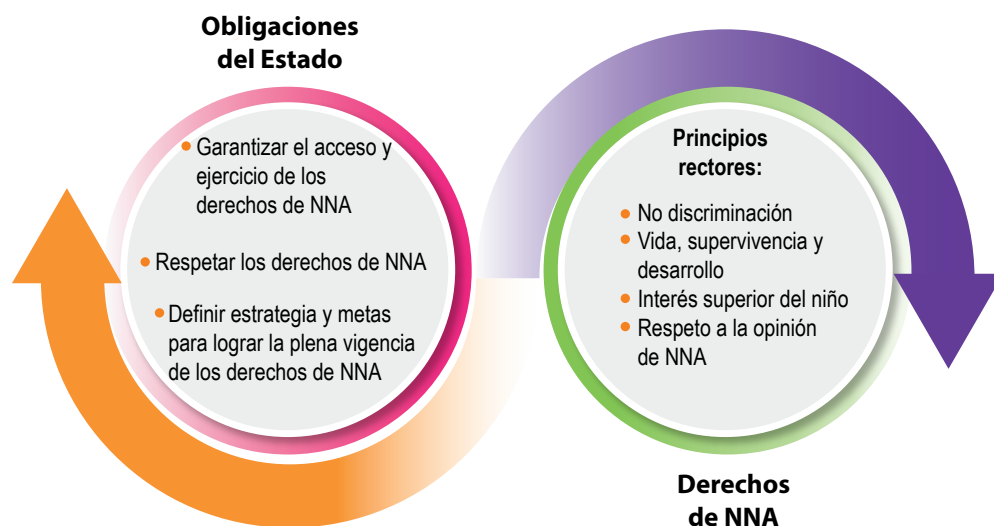 Obligaciones
del Estado
• Garantizar el acceso y
ejercicio de los
derechos de NNA
• Respetar los derechos de NNA
• Definir estrategia y metas
para lograr la plena vigencia
de los derechos de NNA
Principios
rectores:
• No discriminación
• Vida, supervivencia y
desarrollo
• Interés superior del niño
• Respeto a la opinión
de NNA
Derechos
de NNA